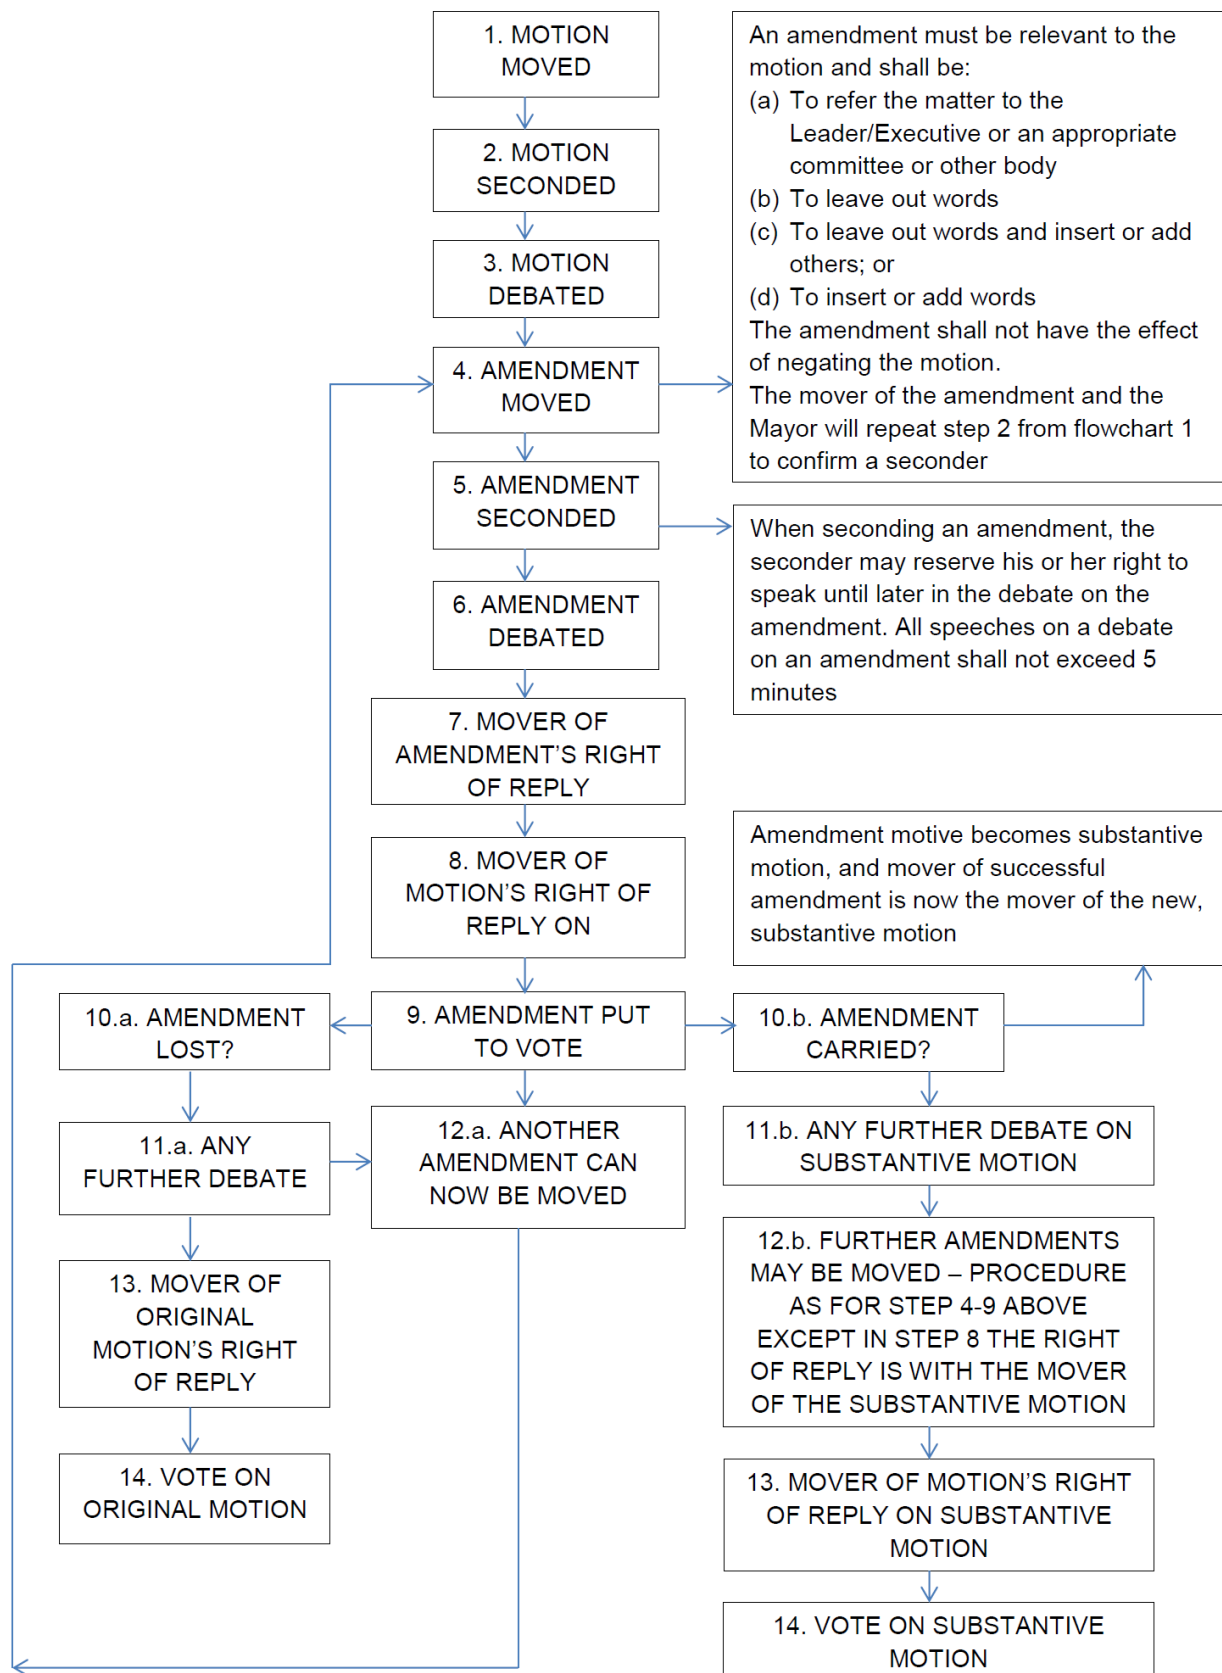 1. MOTION
MOVED
An amendment must be relevant to the
motion and shall be:
(a) To refer the matter to the
Leader/Executive or an appropriate
committee or other body
(b) To leave out words
(c) To leave out words and insert or add
others; or
(d) To insert or add words
The amendment shall not have the effect
of negating the motion.
The mover of the amendment and the
Mayor will repeat step 2 from flowchart 1
to confirm a seconder
2. MOTION
SECONDED
3. MOTION
DEBATED
4. AMENDMENT
MOVED
5. AMENDMENT
SECONDED
When seconding an amendment, the
seconder may reserve his or her right to
speak until later in the debate on the
amendment. All speeches on a debate
on an amendment shall not exceed 5
minutes
6. AMENDMENT
DEBATED
7. MOVER OF
AMENDMENT’S RIGHT
OF REPLY
8. MOVER OF
MOTION’S RIGHT OF
REPLY ON
Amendment motive becomes substantive
motion, and mover of successful
amendment is now the mover of the new,
substantive motion
10.a. AMENDMENT
LOST?
9. AMENDMENT PUT
TO VOTE
10.b. AMENDMENT
CARRIED?
11.a. ANY
FURTHER DEBATE
12.a. ANOTHER
AMENDMENT CAN
NOW BE MOVED
11.b. ANY FURTHER DEBATE ON
SUBSTANTIVE MOTION
13. MOVER OF
ORIGINAL
MOTION’S RIGHT
OF REPLY
12.b. FURTHER AMENDMENTS
MAY BE MOVED – PROCEDURE
AS FOR STEP 4-9 ABOVE
EXCEPT IN STEP 8 THE RIGHT
OF REPLY IS WITH THE MOVER
OF THE SUBSTANTIVE MOTION
14. VOTE ON
ORIGINAL MOTION
13. MOVER OF MOTION’S RIGHT
OF REPLY ON SUBSTANTIVE
MOTION
14. VOTE ON SUBSTANTIVE
MOTION